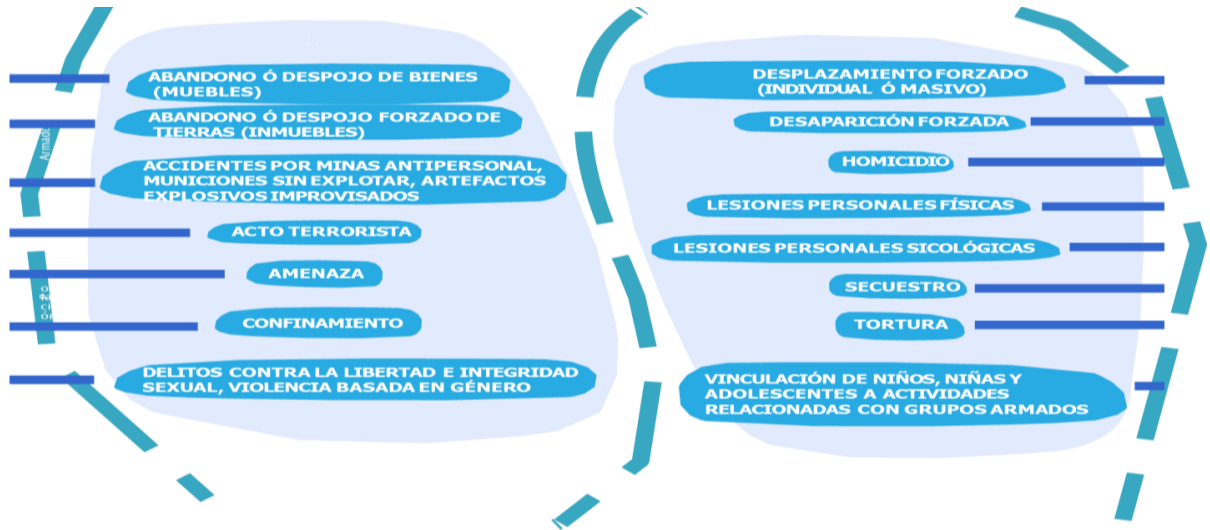 ABANDONO Ó DESPOJO DE BIENES
(MUEBLES)
ABANDONO Ó DESPOJO FORZADO DE
TIERRAS (INMUEBLES)
ACCIDENTES POR MINAS ANTIPERSONAL,
MUNICIONES SIN EXPLOTAR, ARTEFACTOS
EXPLOSIVOS IMPROVISADOS
ACTO TERRORISTA
AMENAZA
CONFINAMIENTO
DELITOS CONTRA LA LIBERTAD E INTEGRIDAD
SEXUAL, VIOLENCIA BASADA EN GÉNERO
Armado
DESPLAZAMIENTO FORZADO
(INDIVIDUAL Ó MASIVO)
DESAPARICIÓN FORZADA
HOMICIDIO
LESIONES PERSONALES FÍSICAS
LESIONES PERSONALES SICOLÓGICAS
SECUESTRO
TORTURA
VINCULACIÓN DE NIÑOS, NIÑAS Y
ADOLESCENTES A ACTIVIDADES
RELACIONADAS CON GRUPOS ARMADOS